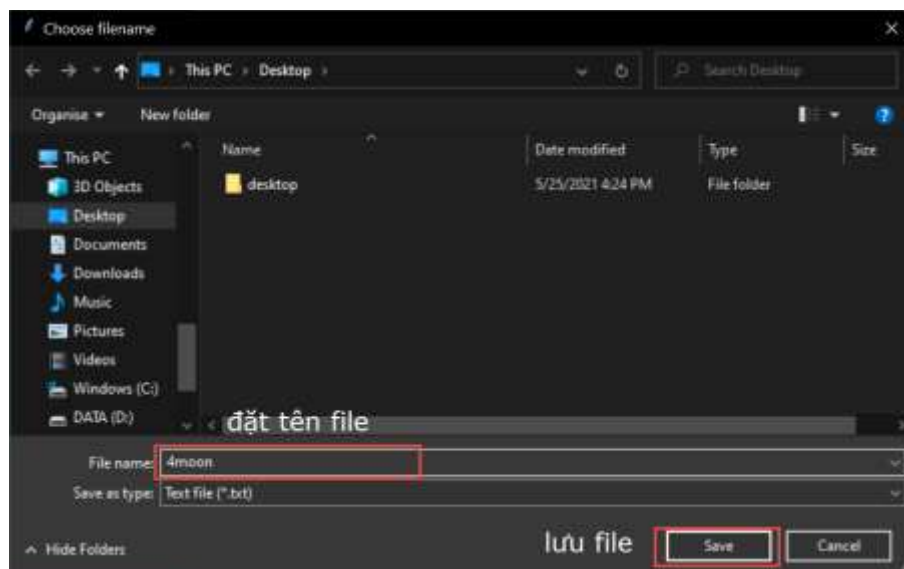 Choose filename
This PC › Desktop ›
Search Desktop
Organise
New folder
Name
Date modified
Type
Size
This PC
3D Objects
Desktop
Documents
Downloads
Music
Pictures
Videos
Windows (C:)
DATA (D:)
desktop
5/25/2021 4:24 PM
File folder
đặt tên file
File name: 4moon
Save as type: Text file (*.txt)
Hide Folders
lưu file
Save
Cancel